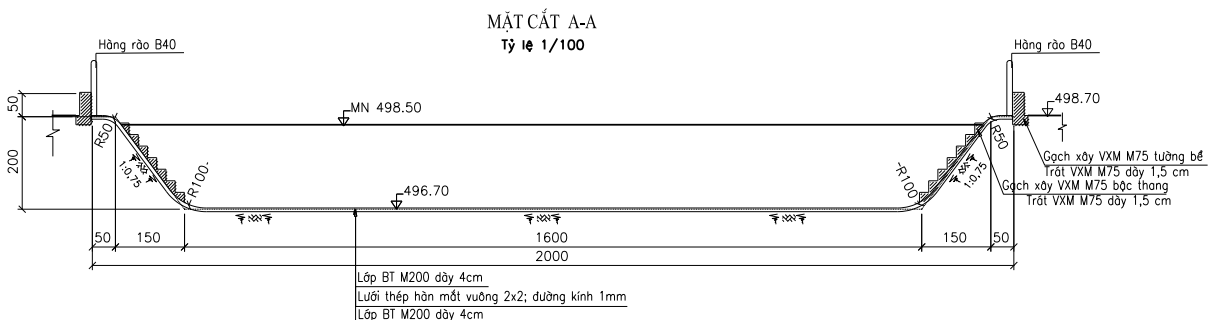 MẶT CẮT A-A
Tỷ lệ 1/100
Hàng rào B40
Hàng rào B40
50
MN 498.50
498.70
R50
R50
200
1:0.75
1:0.75
Gạch xây VXM M75 tường bể
Trát VXM M75 dày 1,5 cm
Gạch xây VXM M75 bậc thang
Trát VXM M75 dày 1,5 cm
R100
R100
496.70
50
150
1600
150
50
2000
Lớp BT M200 dày 4cm
Lưới thép hàn mắt vuông 2x2; đường kính 1mm
Lớp BT M200 dày 4cm